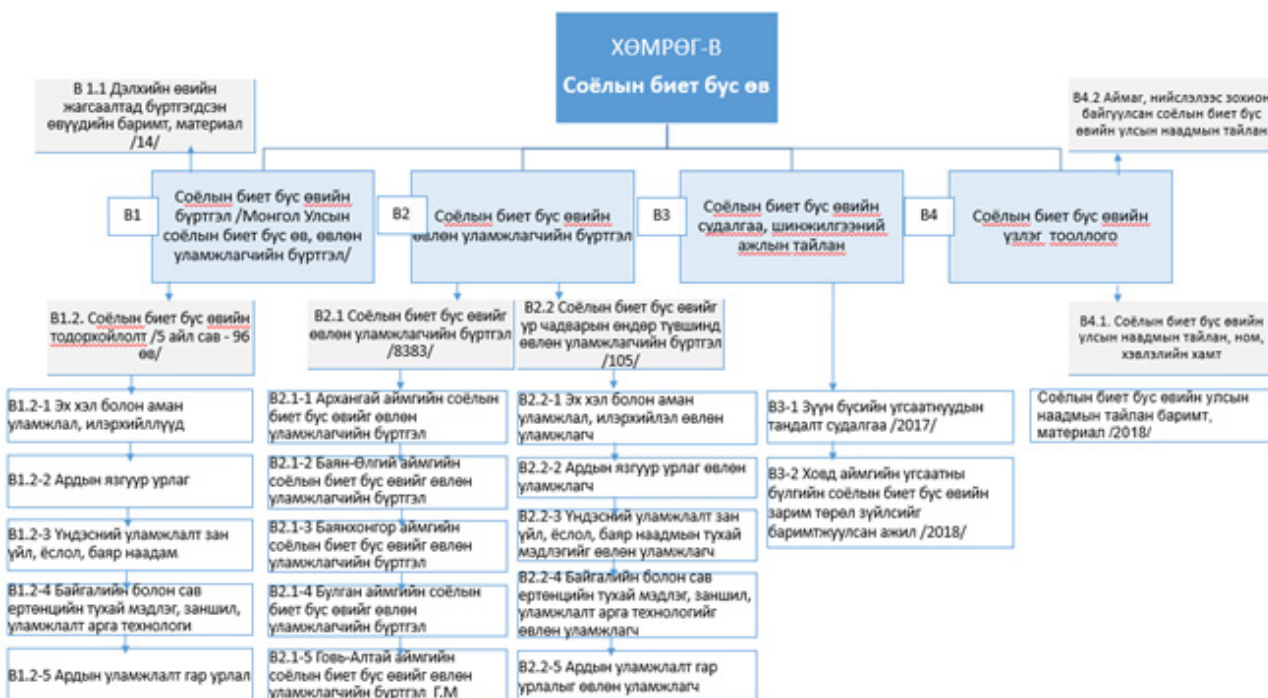 ХӨМРӨГ-В
Соёлын биет бус өв
В 1.1 Дэлхийн өвийн
жагсаалтад бүртгэгдсэн
өвүүдийн баримт, материал
/14/
В4.2 Аймаг, нийслэлээс зохион
байгуулсан соёлын биет бус
өвийн улсын наадмын тайлан
В1
Соёлын биет бус өвийн
бүртгэл /Монгол Улсын
соёлын биет бус өв, өвлөн
уламжлагчийн бүртгэл/
В2
Соёлын биет бус өвийн
өвлөн уламжлагчийн бүртгэл
В3
Соёлын биет бус өвийн
судалгаа, шинжилгээний
ажлын тайлан
В4
Соёлын биет бус өвийн
үзлэг тооллого
В1.2. Соёлын биет бус өвийн
тодорхойлолт /5 айл сав - 96
өв/
В1.2-1 Эх хэл болон аман
уламжлал, илэрхийллүүд
В1.2-2 Ардын язгуур урлаг
В1.2-3 Үндэсний уламжлалт зан
үйл, ёслол, баяр наадам
В1.2-4 Байгалийн болон сав
ертөнцийн тухай мэдлэг, заншил,
уламжлалт арга технологи
В1.2-5 Ардын уламжлалт гар урлал
В2.1 Соёлын биет бус өвийг
өвлөн уламжлагчийн бүртгэл
/8383/
В2.1-1 Архангай аймгийн соёлын
биет бус өвийг өвлөн
уламжлагчийн бүртгэл
В2.1-2 Баян-Өлгий аймгийн
соёлын биет бус өвийг өвлөн
уламжлагчийн бүртгэл
В2.1-3 Баянхонгор аймгийн
соёлын биет бус өвийг өвлөн
уламжлагчийн бүртгэл
В2.1-4 Булган аймгийн соёлын
биет бус өвийг өвлөн
уламжлагчийн бүртгэл
В2.1-5 Говь-Алтай аймгийн
соёлын биет бус өвийг өвлөн
уламжлагчийн бүртгэл Г.М
В2.2 Соёлын биет бус өвийг
ур чадварын өндөр түвшинд
өвлөн уламжлагчийн бүртгэл
/105/
В2.2-1 Эх хэл болон аман
уламжлал, илэрхийлэл өвлөн
уламжлагч
В2.2-2 Ардын язгуур урлаг өвлөн
уламжлагч
В2.2-3 Үндэсний уламжлалт зан
үйл, ёслол, баяр наадмын тухай
мэдлэгийг өвлөн уламжлагч
В2.2-4 Байгалийн болон сав
ертөнцийн тухай мэдлэг, заншил,
уламжлалт арга технологийг
өвлөн уламжлагч
В2.2-5 Ардын уламжлалт гар
урлалыг өвлөн уламжлагч
В3-1 Зүүн бүсийн угсаатнуудын
тандалт судалгаа /2017/
В3-2 Ховд аймгийн угсаатны
бүлгийн соёлын биет бус өвийн
зарим төрөл зүйлсийг
баримтжуулсан ажил /2018/
В4.1. Соёлын биет бус өвийн
улсын наадмын тайлан, ном,
хэвлэлийн хамт
Соёлын биет бус өвийн улсын
наадмын тайлан баримт,
материал /2018/